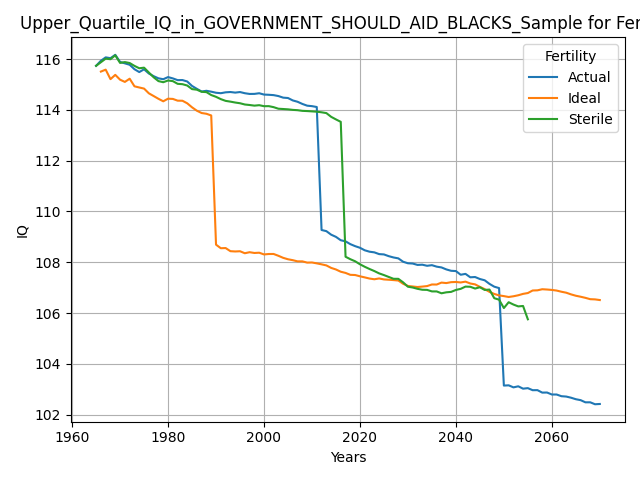 Upper_Quartile_IQ_in_GOVERNMENT_SHOULD_AID_BLACKS_Sample for Fer
Fertility
Actual
Ideal
Sterile
116
114
112
110
108
106
104
102
IQ
1960 1980 2000 2020 2040 2060
Years